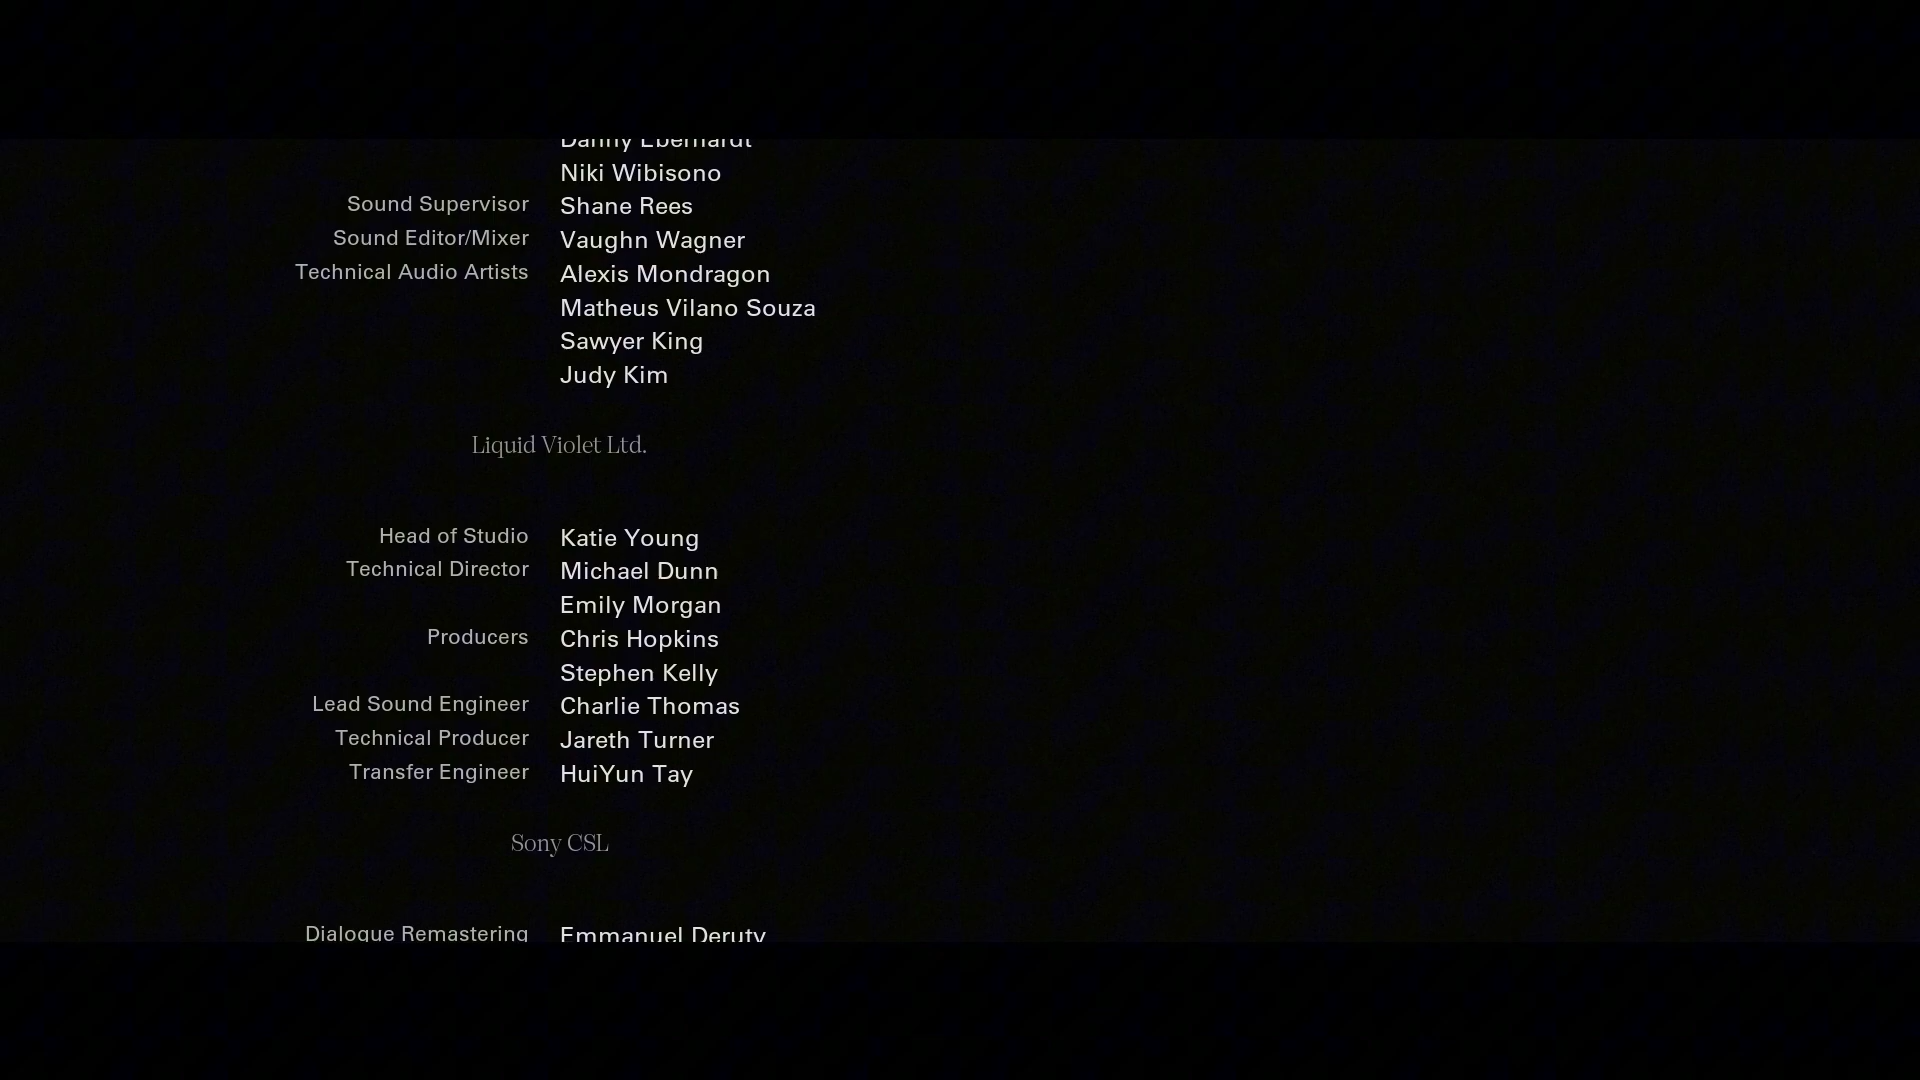 Danny Eberhardt
Niki Wibisono
Sound Supervisor Shane Rees
Sound Editor/Mixer Vaughn Wagner
Technical Audio Artists Alexis Mondragon
Matheus Vilano Souza
Sawyer King
Judy Kim
Liquid Violet Ltd.
Head of Studio Katie Young
Technical Director Michael Dunn
Emily Morgan
Producers Chris Hopkins
Stephen Kelly
Lead Sound Engineer Charlie Thomas
Technical Producer Jareth Turner
Transfer Engineer HuiYun Tay
Sony CSL
Dialogue Remastering Emmanuel Deruty